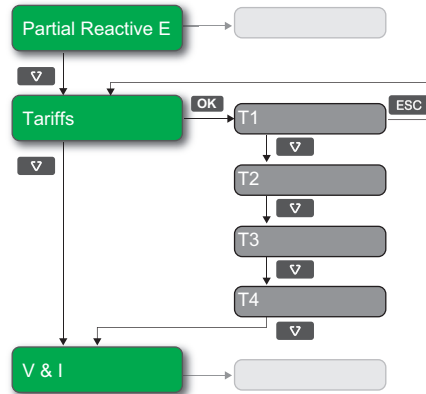 Partial Reactive E
Tariffs
OK
T1
ESC
T2
T3
T4
V & I